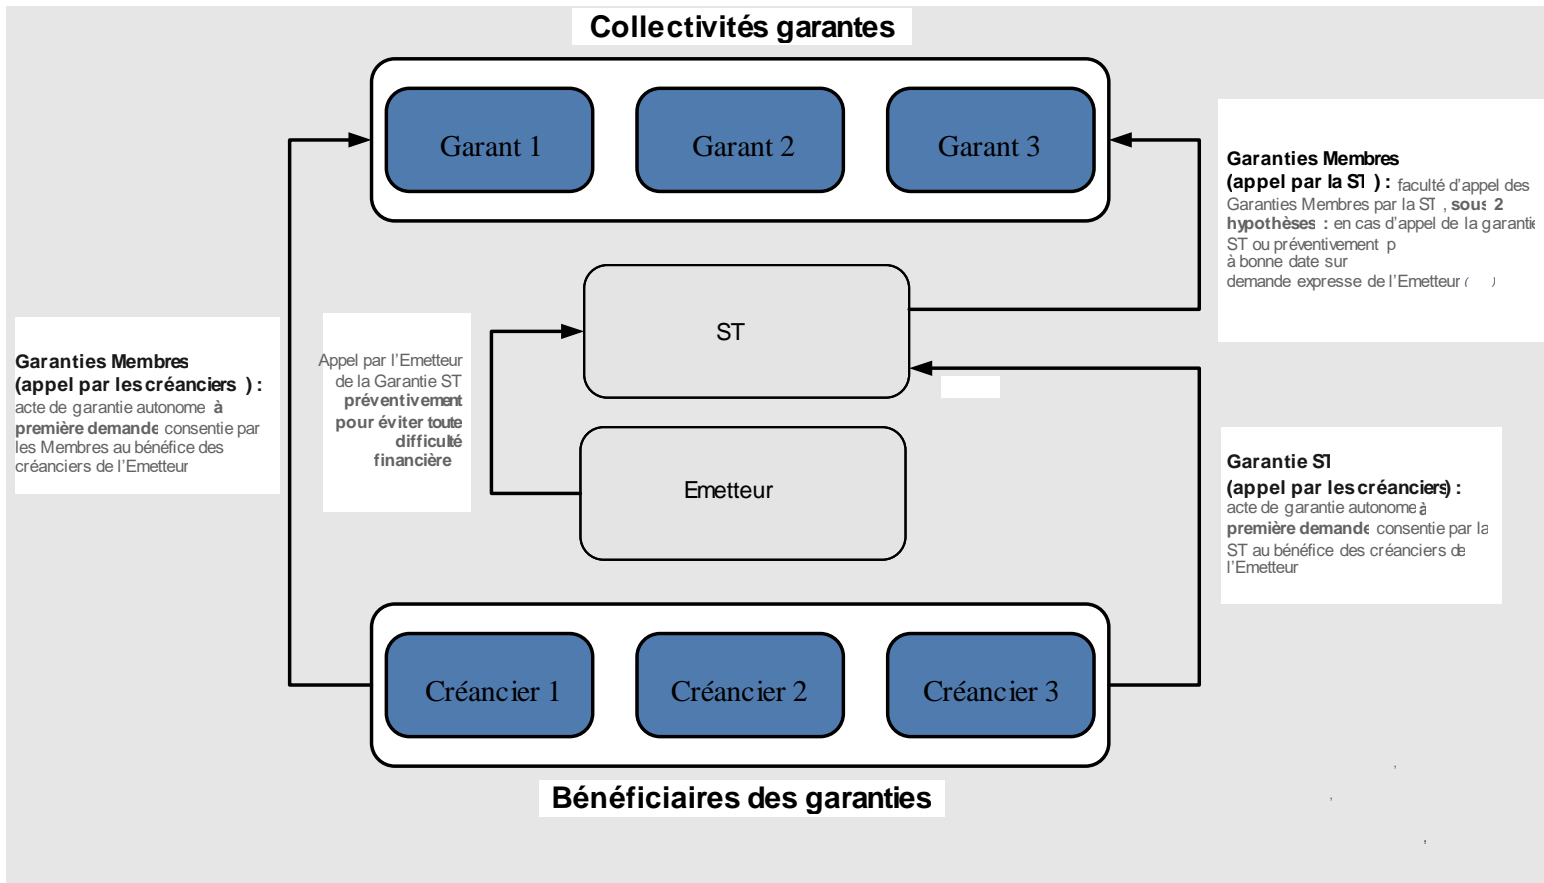 Collectivités garantes
Garant 1
Garant 2
Garant 3
Garanties Membres
(appel par la ST ) : faculté d’appel des
Garanties Membres par la ST , sous 2
hypothèses : en cas d’appel de la garantie
ST ou préventivement p
à bonne date sur
demande expresse de l’Emetteur ( )
ST
Garanties Membres
(appel par les créanciers ) :
acte de garantie autonome à
première demande consentie par
les Membres au bénéfice des
créanciers de l’Emetteur
Appel par l’Emetteur
de la Garantie ST
préventivement
pour éviter toute
difficulté
financière
Emetteur
Garantie ST
(appel par les créanciers) :
acte de garantie autonome à
première demande consentie par la
ST au bénéfice des créanciers de
l’Emetteur
Créancier 1
Créancier 2
Créancier 3
Bénéficiaires des garanties